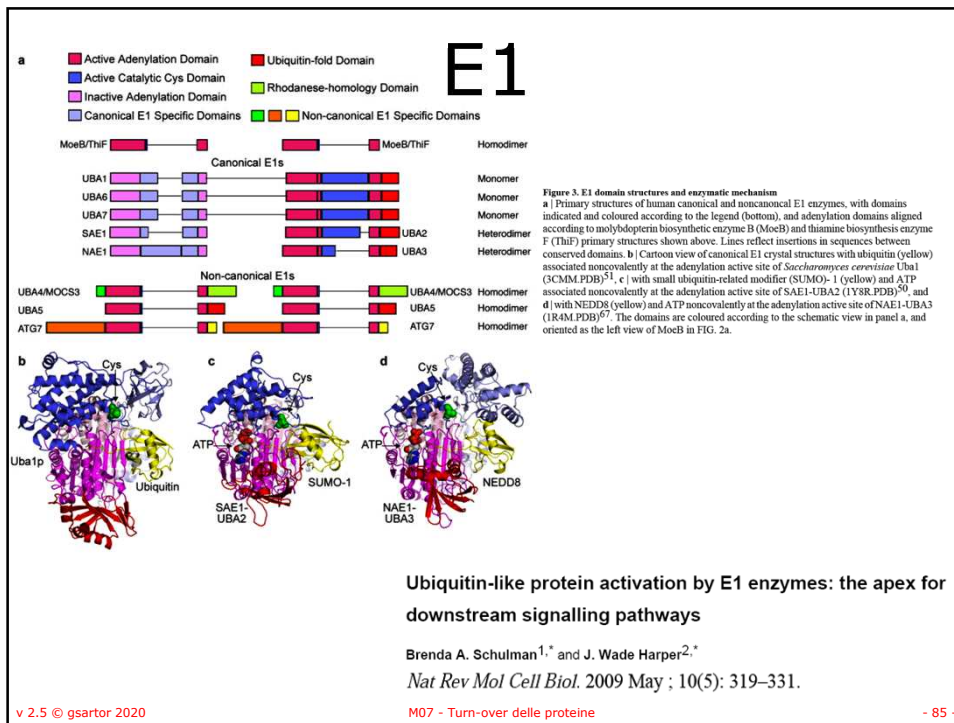 E1
a
Active Adenylation Domain
Active Catalytic Cys Domain
Inactive Adenylation Domain
Canonical E1 Specific Domains
Ubiquitin-fold Domain
Rhodanese-homology Domain
Non-canonical E1 Specific Domains
MoeB/ThiF MoeB/ThiF Homodimer
Canonical E1s
UBA1 Monomer
UBA6 Monomer
UBA7 Monomer
SAE1 UBA2 Heterodimer
NAE1 UBA3 Heterodimer
Non-canonical E1s
UBA4/MOCS3 UBA4/MOCS3 Homodimer
UBA5 UBA5 Homodimer
ATG7 ATG7 Homodimer
b
Cys
Uba1p
Ubiquitin
c
Cys
ATP
SUMO-1
SAE1-
UBA2
d
Cys
ATP
NEDD8
NAE1-
UBA3
Figure 3. E1 domain structures and enzymatic mechanism
a | Primary structures of human canonical and noncanoncal E1 enzymes, with domains
indicated and coloured according to the legend (bottom), and adenylation domains aligned
according to molybdopterin biosynthetic enzyme B (MoeB) and thiamine biosynthesis enzyme
F (ThiF) primary structures shown above. Lines reflect insertions in sequences between
conserved domains. b | Cartoon view of canonical E1 crystal structures with ubiquitin (yellow)
associated noncovalently at the adenylation active site of Saccharomyces cerevisiae Uba1
(3CMM.PDB)51, c | with small ubiquitin-related modifier (SUMO)- 1 (yellow) and ATP
associated noncovalently at the adenylation active site of SAE1-UBA2 (1Y8R.PDB)50, and
d | with NEDD8 (yellow) and ATP noncovalently at the adenylation active site of NAE1-UBA3
(1R4M.PDB)67. The domains are coloured according to the schematic view in panel a, and
oriented as the left view of MoeB in FIG. 2a.
Ubiquitin-like protein activation by E1 enzymes: the apex for
downstream signalling pathways
Brenda A. Schulman1,* and J. Wade Harper2,*
Nat Rev Mol Cell Biol. 2009 May ; 10(5): 319–331.
v 2.5 © gsartor 2020 M07 - Turn-over delle proteine - 85 -